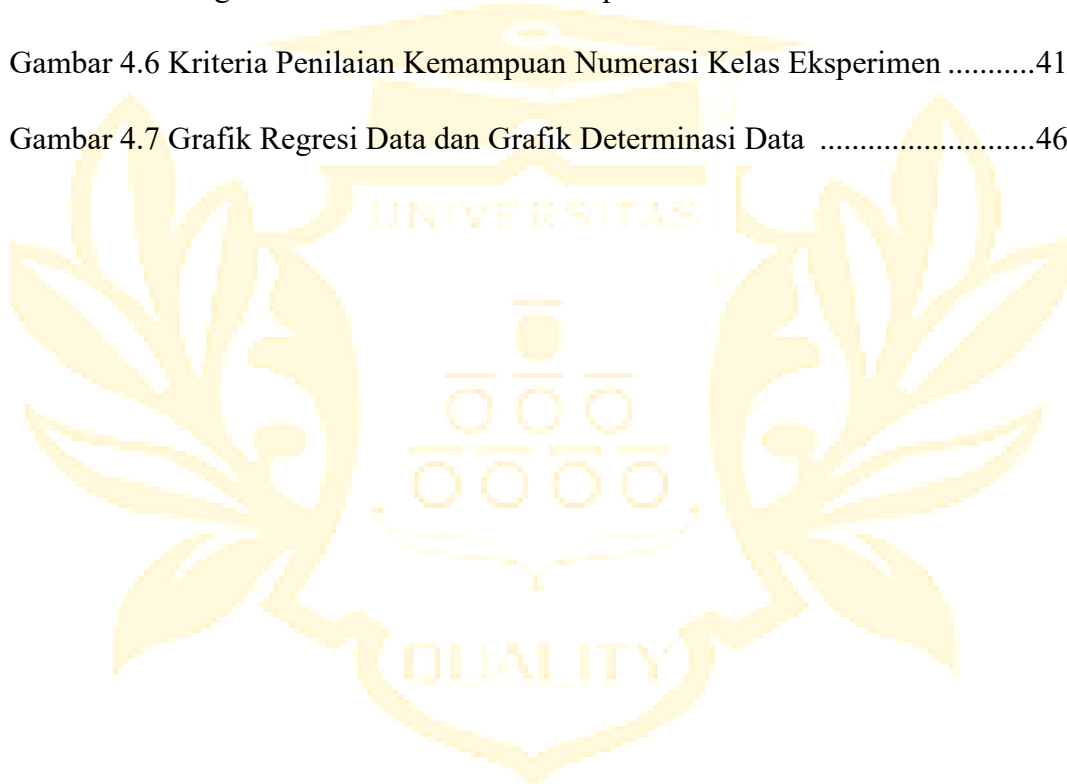 Gambar 4.6 Kriteria Penilaian Kemampuan Numerasi Kelas Eksperimen ...........41
Gambar 4.7 Grafik Regresi Data dan Grafik Determinasi Data ...........................46
UNIVERSITAS
QUALITY